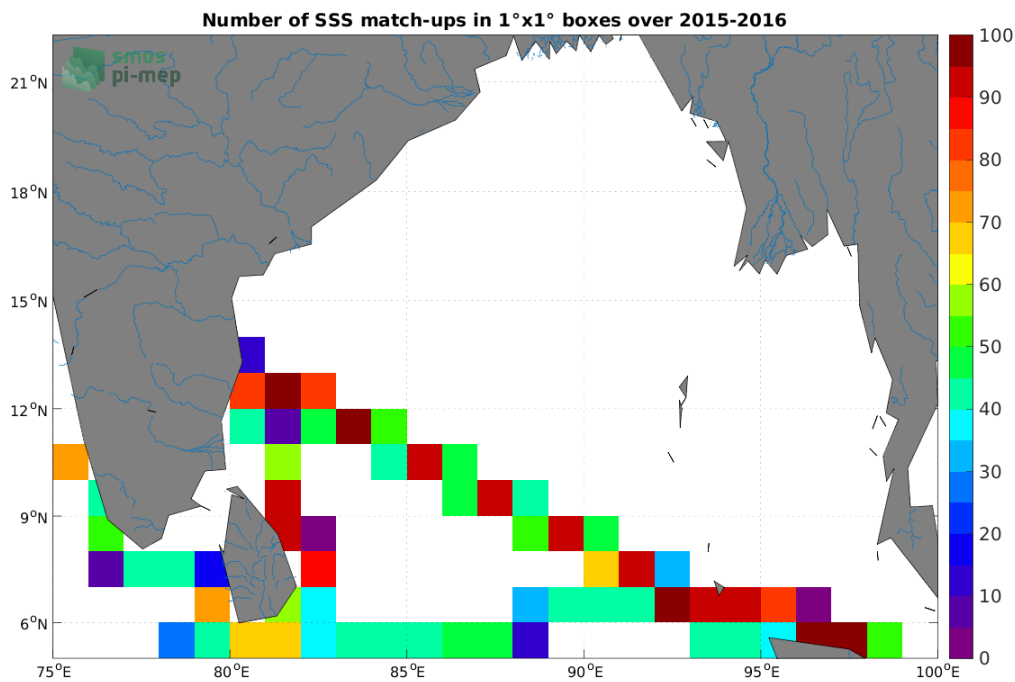 Number of SSS match-ups in 1°x1° boxes over 2015-2016
smos
pi-mep
21°N
18°N
15°N
12°N
9°N
6°N
75°E 80°E 85°E 90°E 95°E 100°E
100
90
80
70
60
50
40
30
20
10
0